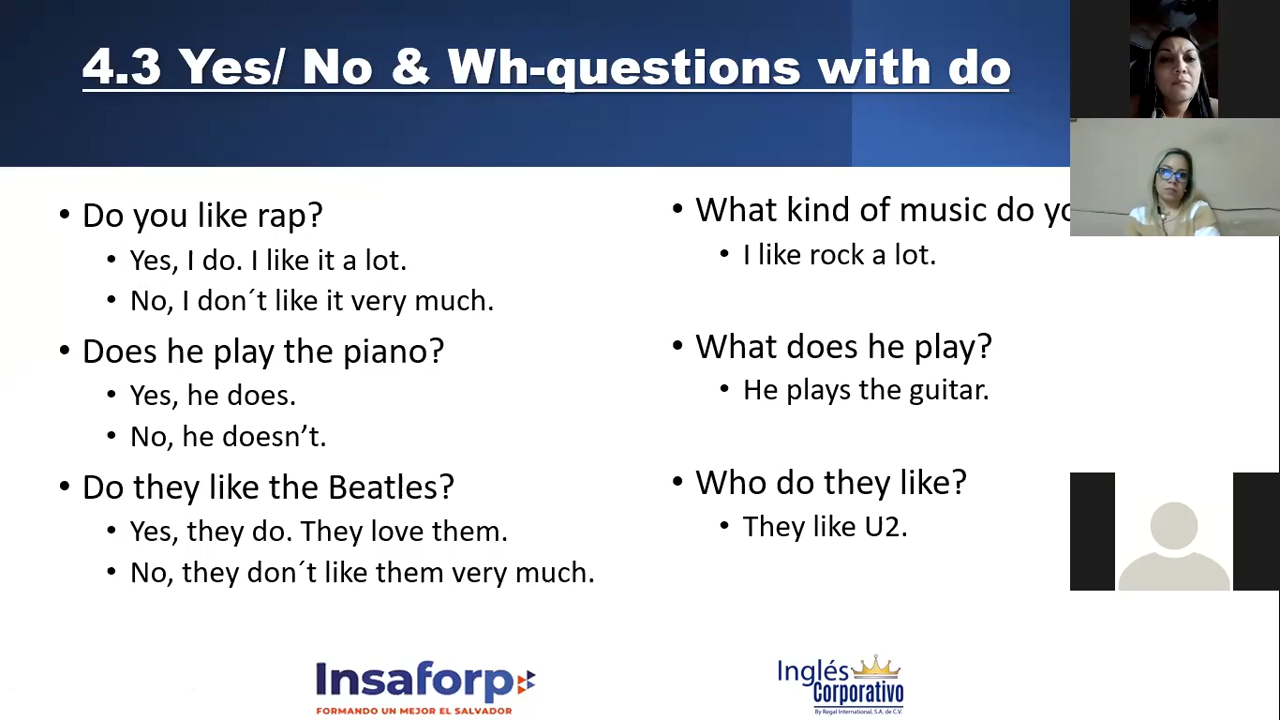 4.3 Yes/ No & Wh-questions with do
• Do you like rap?
• Yes, I do. I like it a lot.
• No, I don´t like it very much.
• Does he play the piano?
• Yes, he does.
• No, he doesn’t.
• Do they like the Beatles?
• Yes, they do. They love them.
• No, they don´t like them very much.
• What kind of music do
• I like rock a lot.
• What does he play?
• He plays the guitar.
• Who do they like?
• They like U2.
Insaforp
FORMANDO UN MEJOR EL SALVADOR
Inglés
Corporativo
By Regal International, S.A. de C.V.